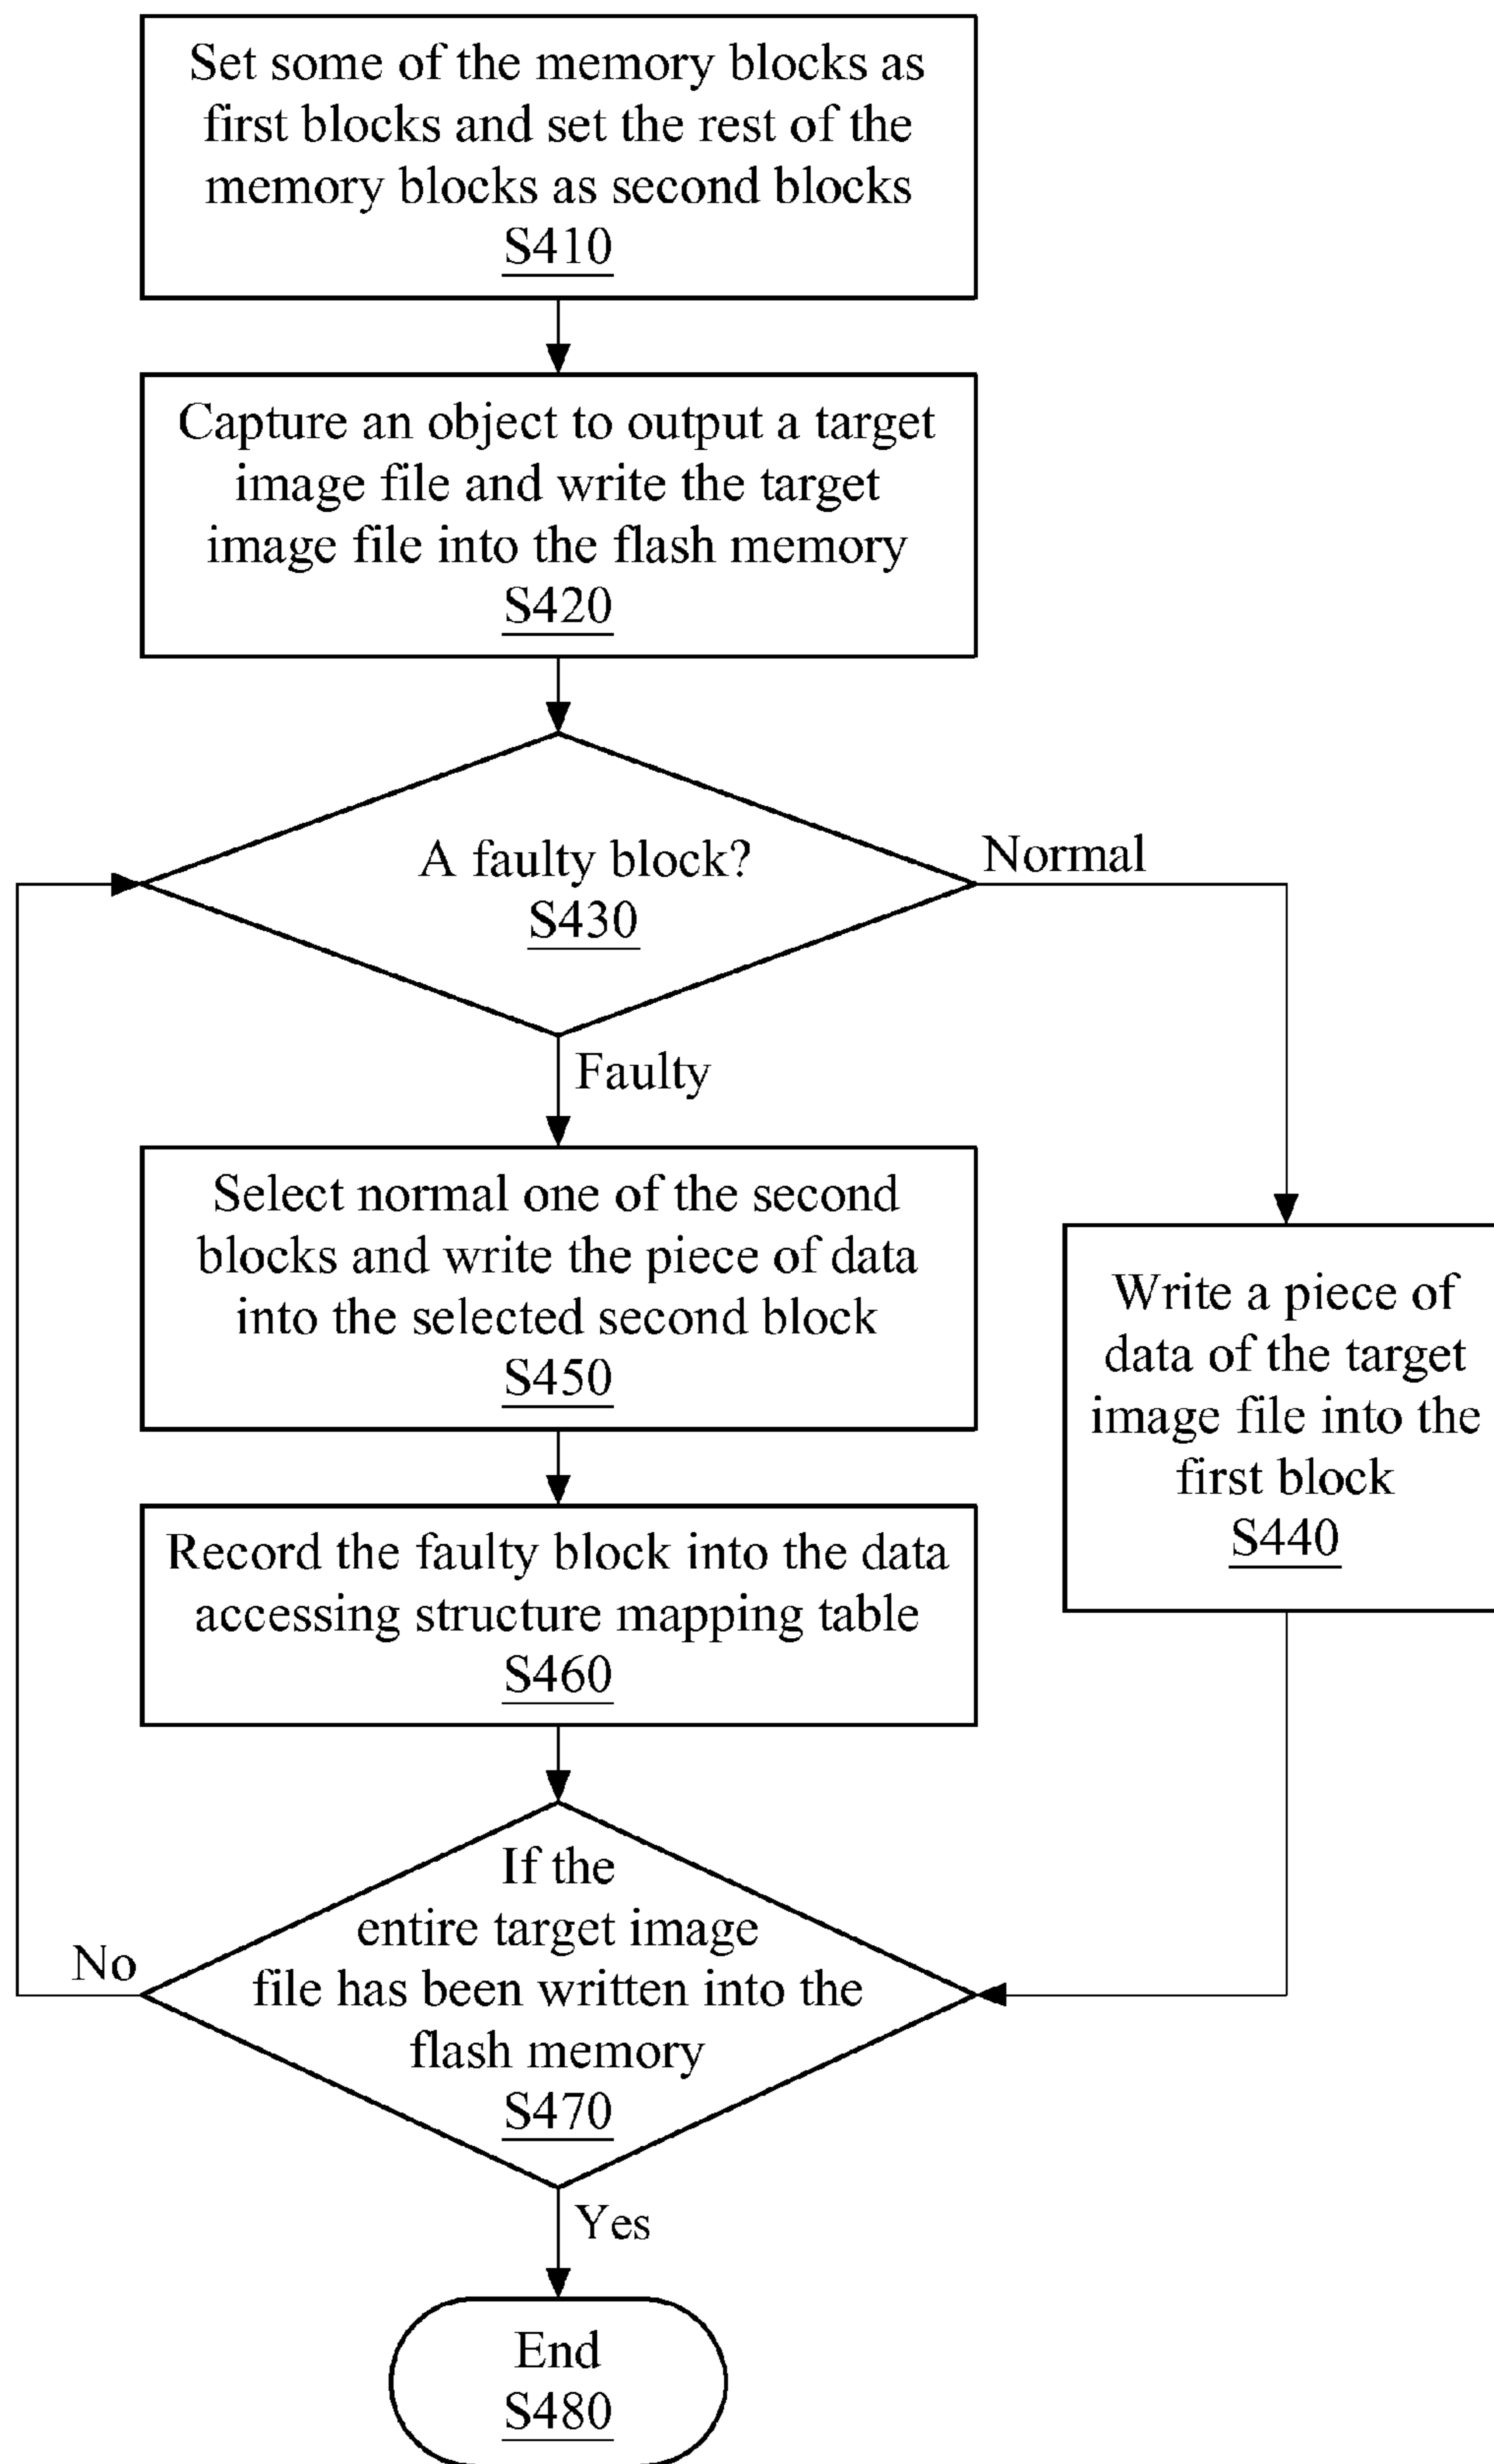 Set some of the memory blocks as
first blocks and set the rest of the
memory blocks as second blocks
S410
Capture an object to output a target
image file and write the target
image file into the flash memory
S420
A faulty block?
S430
Normal
Faulty
Select normal one of the second
blocks and write the piece of data
into the selected second block
S450
Write a piece of
data of the target
image file into the
first block
S440
Record the faulty block into the data
accessing structure mapping table
S460
If the
entire target image
file has been written into the
flash memory
S470
No
Yes
End
S480